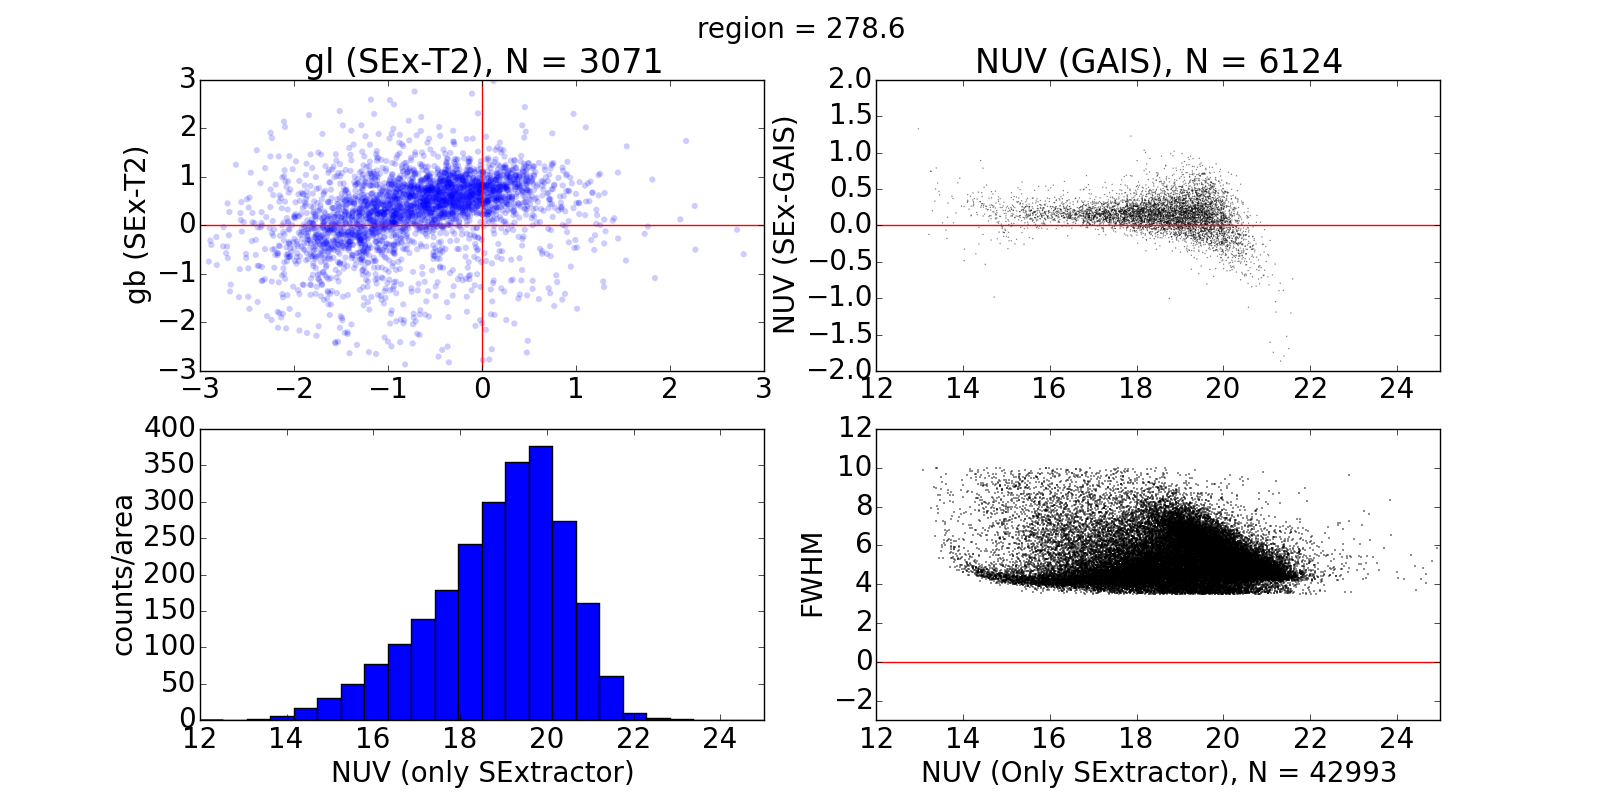 region = 278.6
gl (SEx-T2), N = 3071
NUV (GAIS), N = 6124
gb (SEx-T2)
3
2
1
0
−1
−2
−3
−3 −2 −1 0 1 2 3
NUV (SEx-GAIS)
2.0
1.5
1.0
0.5
0.0
−0.5
−1.0
−1.5
−2.0
12 14 16 18 20 22 24
counts/area
400
350
300
250
200
150
100
50
0
12 14 16 18 20 22 24
NUV (only SExtractor)
FWHM
12
10
8
6
4
2
0
−2
12 14 16 18 20 22 24
NUV (Only SExtractor), N = 42993